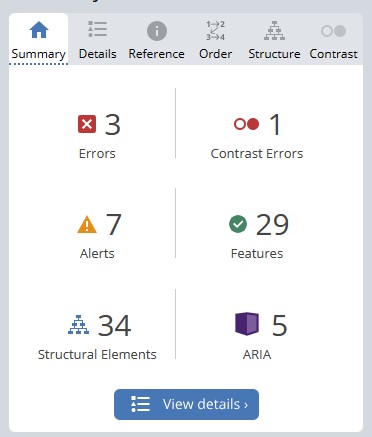 Summary Details Reference Order Structure Contrast
3 1
Errors Contrast Errors
7 29
Alerts Features
34 5
Structural Elements ARIA
View details ›